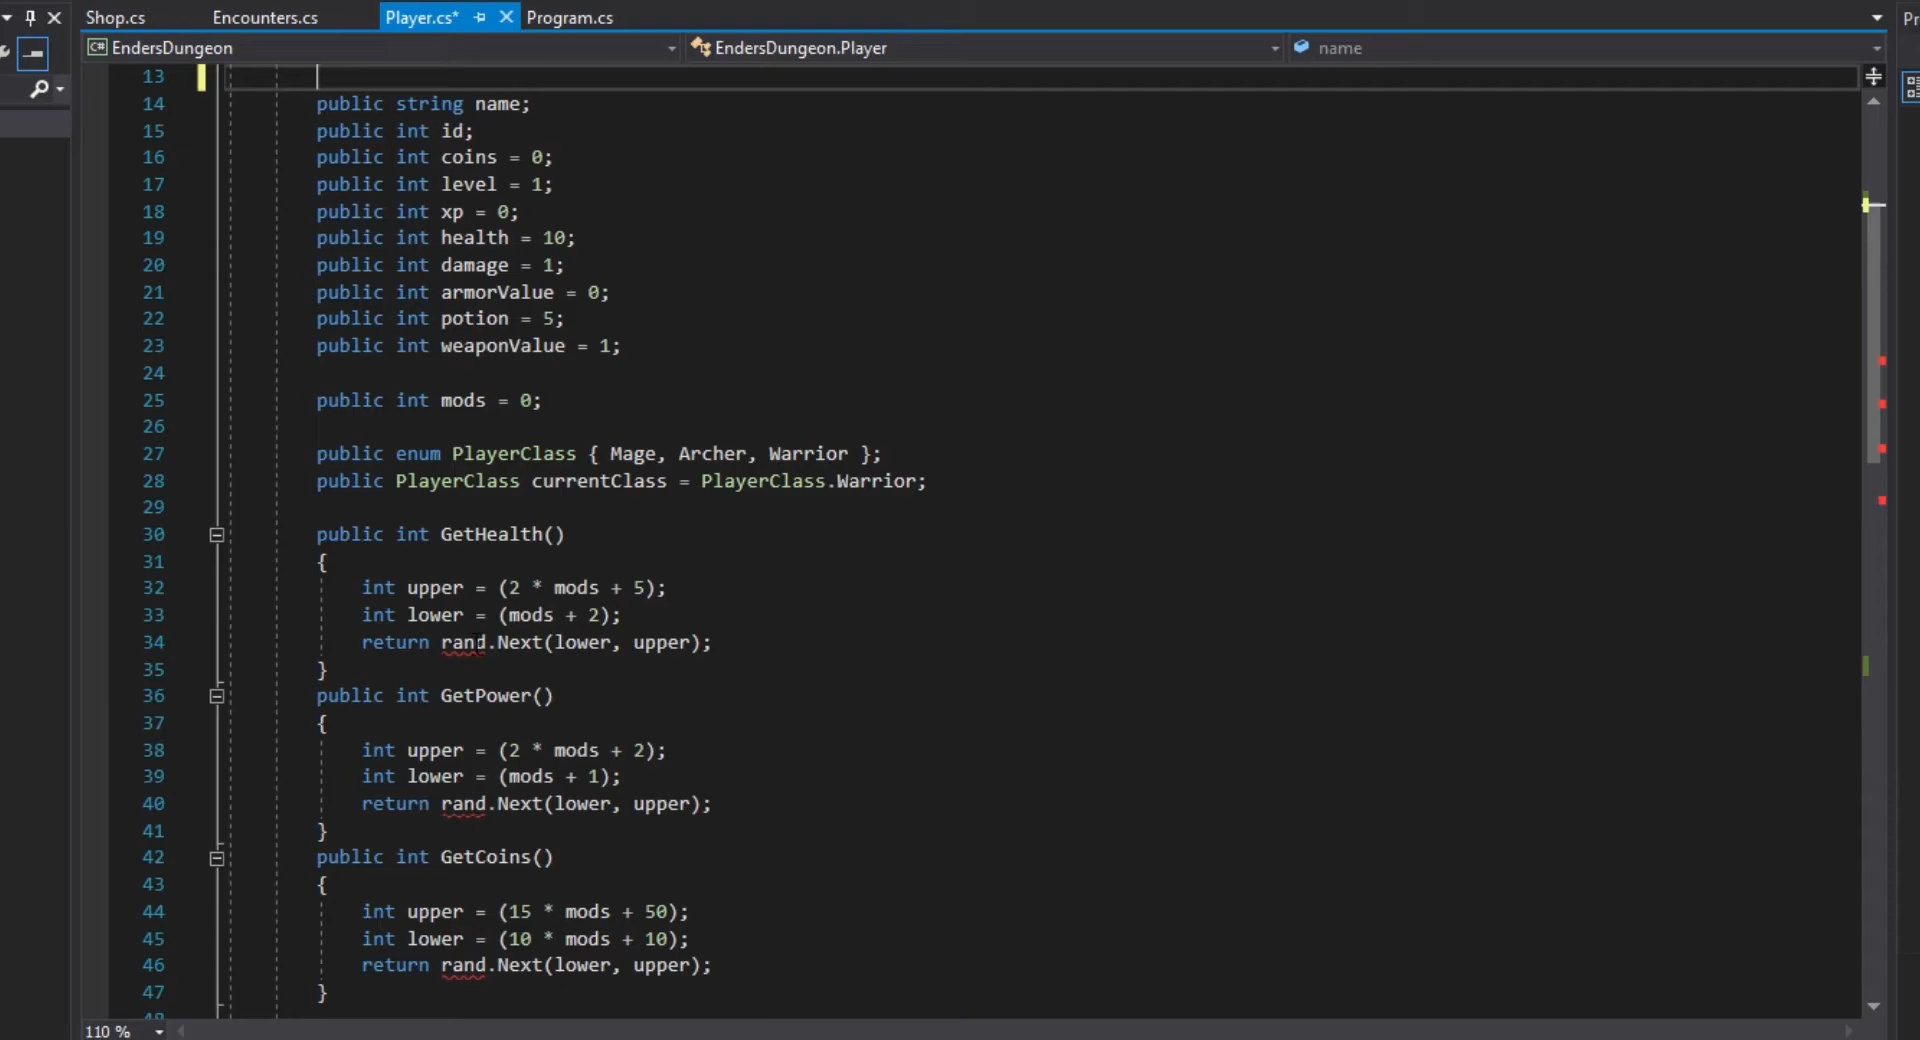 Shop.cs Encounters.cs Player.cs* Program.cs
C# EndersDungeon EndersDungeon.Player name
13
14 public string name;
15 public int id;
16 public int coins = 0;
17 public int level = 1;
18 public int xp = 0;
19 public int health = 10;
20 public int damage = 1;
21 public int armorValue = 0;
22 public int potion = 5;
23 public int weaponValue = 1;
24
25 public int mods = 0;
26
27 public enum PlayerClass { Mage, Archer, Warrior };
28 public PlayerClass currentClass = PlayerClass.Warrior;
29
30 public int GetHealth()
31 {
32 int upper = (2 * mods + 5);
33 int lower = (mods + 2);
34 return rand.Next(lower, upper);
35 }
36 public int GetPower()
37 {
38 int upper = (2 * mods + 2);
39 int lower = (mods + 1);
40 return rand.Next(lower, upper);
41 }
42 public int GetCoins()
43 {
44 int upper = (15 * mods + 50);
45 int lower = (10 * mods + 10);
46 return rand.Next(lower, upper);
47 }
48
110 %